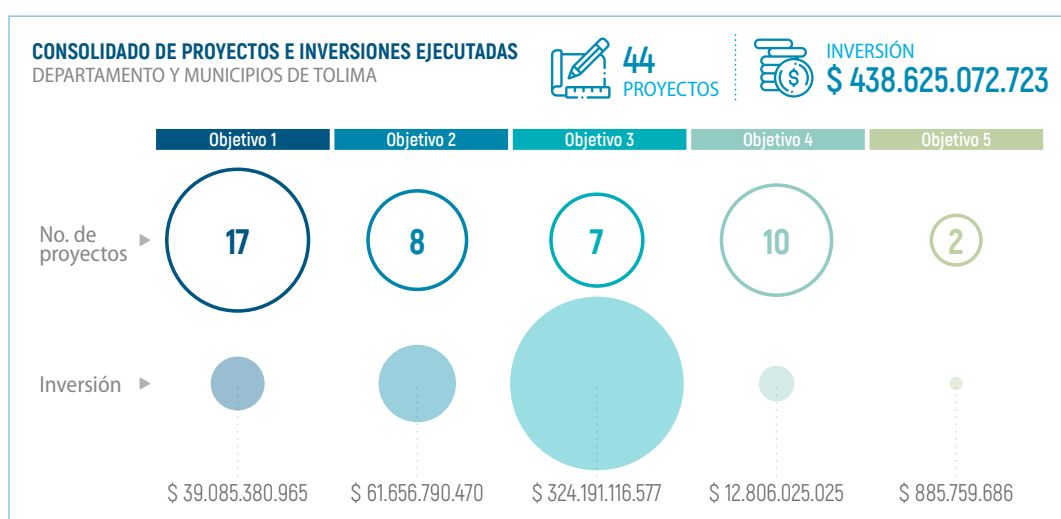 CONSOLIDADO DE PROYECTOS E INVERSIONES EJECUTADAS
DEPARTAMENTO Y MUNICIPIOS DE TOLIMA
44
PROYECTOS
INVERSIÓN
$ 438.625.072.723
Objetivo 1
Objetivo 2
Objetivo 3
Objetivo 4
Objetivo 5
No. de
proyectos
17
8
7
10
2
Inversión
$ 39.085.380.965
$ 61.656.790.470
$ 324.191.116.577
$ 12.806.025.025
$ 885.759.686